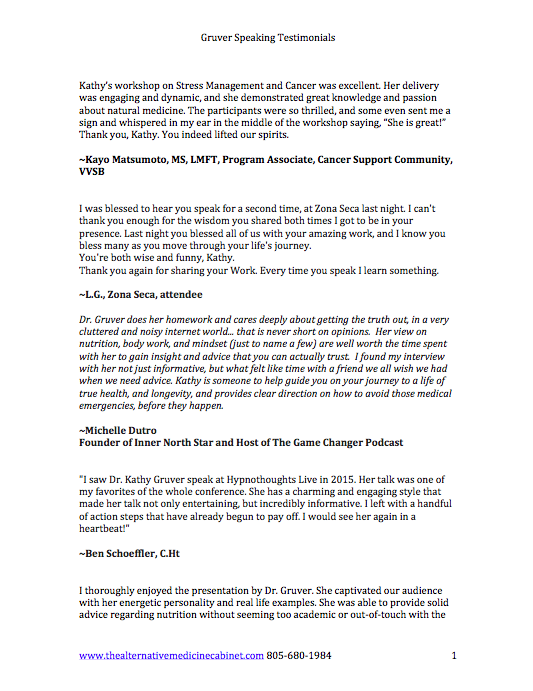 Gruver Speaking Testimonials
Kathy's workshop on Stress Management and Cancer was excellent. Her delivery
was engaging and dynamic, and she demonstrated great knowledge and passion
about natural medicine. The participants were so thrilled, and some even sent me a
sign and whispered in my ear in the middle of the workshop saying, "She is great!"
Thank you, Kathy. You indeed lifted our spirits.
~Kayo Matsumoto, MS, LMFT, Program Associate, Cancer Support Community,
VVSB
I was blessed to hear you speak for a second time, at Zona Seca last night. I can't
thank you enough for the wisdom you shared both times I got to be in your
presence. Last night you blessed all of us with your amazing work, and I know you
bless many as you move through your life's journey.
You're both wise and funny, Kathy.
Thank you again for sharing your Work. Every time you speak I learn something.
~L.G., Zona Seca, attendee
Dr. Gruver does her homework and cares deeply about getting the truth out, in a very
cluttered and noisy internet world... that is never short on opinions.  Her view on
nutrition, body work, and mindset (just to name a few) are well worth the time spent
with her to gain insight and advice that you can actually trust.  I found my interview
with her not just informative, but what felt like time with a friend we all wish we had
when we need advice. Kathy is someone to help guide you on your journey to a life of
true health, and longevity, and provides clear direction on how to avoid those medical
emergencies, before they happen.
~Michelle Dutro
Founder of Inner North Star and Host of The Game Changer Podcast
"I saw Dr. Kathy Gruver speak at Hypnothoughts Live in 2015. Her talk was one of
my favorites of the whole conference. She has a charming and engaging style that
made her talk not only entertaining, but incredibly informative. I left with a handful
of action steps that have already begun to pay off. I would see her again in a
heartbeat!"
~Ben Schoeffler, C.Ht
I thoroughly enjoyed the presentation by Dr. Gruver. She captivated our audience
with her energetic personality and real life examples. She was able to provide solid
advice regarding nutrition without seeming too academic or out-of-touch with the
www.thealternativemedicinecabinet.com 805-680-1984 1